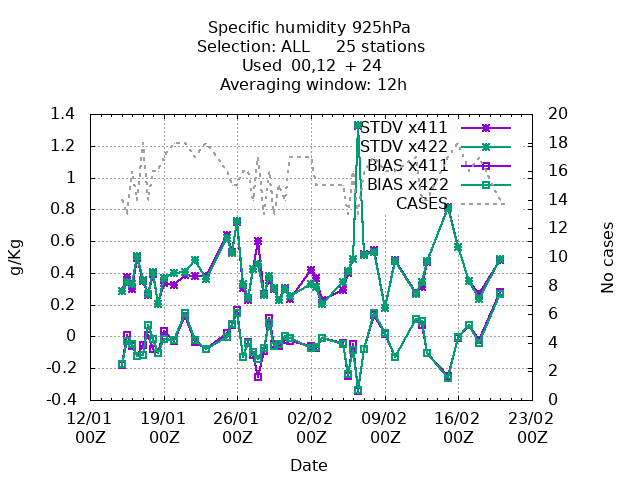 Specific humidity 925hPa
Selection: ALL 25 stations
Used 00,12 + 24
Averaging window: 12h
1.4
1.2
1
0.8
0.6
0.4
0.2
0
-0.2
-0.4
g/Kg
20
18
16
14
12
10
8
6
4
2
0
No cases
STDV x411
STDV x422
BIAS x411
BIAS x422
CASES
12/01 19/01 26/01 02/02 09/02 16/02 23/02
00Z 00Z 00Z 00Z 00Z 00Z 00Z
Date